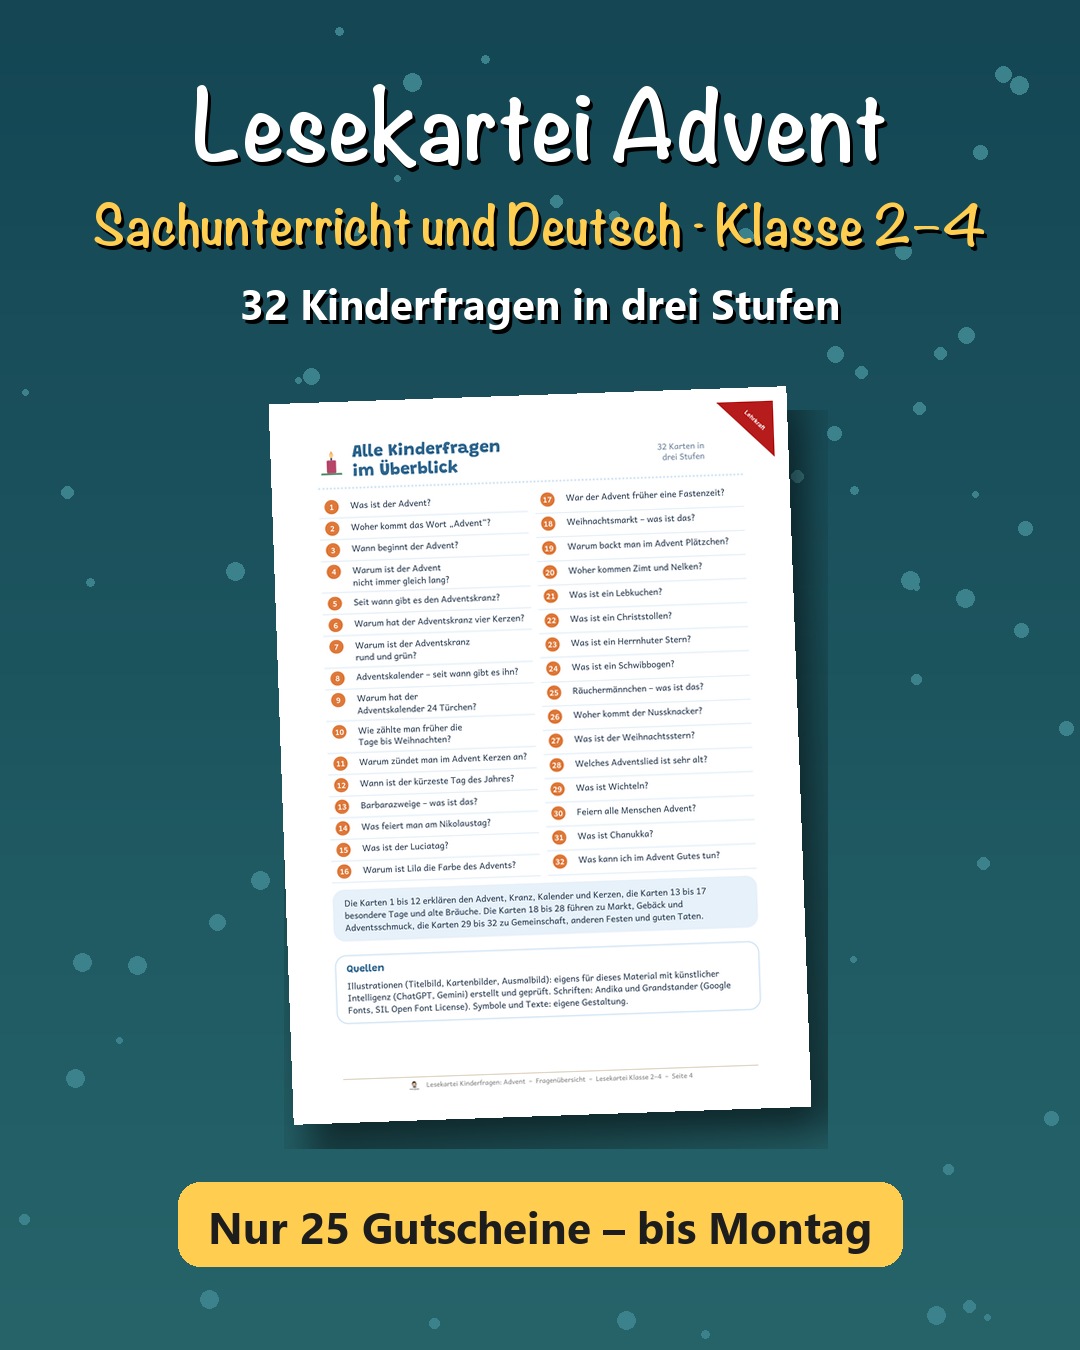 Lesekartei Advent
Sachunterricht und Deutsch - Klasse 2–4
32 Kinderfragen in drei Stufen
Lehrkraft
Alle Kinderfragen
im Überblick
32 Karten in
drei Stufen
1 Was ist der Advent?
2 Woher kommt das Wort „Advent“?
3 Wann beginnt der Advent?
4 Warum ist der Advent
nicht immer gleich lang?
5 Seit wann gibt es den Adventskranz?
6 Warum hat der Adventskranz vier Kerzen?
7 Warum ist der Adventskranz
rund und grün?
8 Adventskalender – seit wann gibt es ihn?
9 Warum hat der
Adventskalender 24 Türchen?
10 Wie zählte man früher die
Tage bis Weihnachten?
11 Warum zündet man im Advent Kerzen an?
12 Wann ist der kürzeste Tag des Jahres?
13 Barbarazweige – was ist das?
14 Was feiert man am Nikolaustag?
15 Was ist der Luciatag?
16 Warum ist Lila die Farbe des Advents?
17 War der Advent früher eine Fastenzeit?
18 Weihnachtsmarkt – was ist das?
19 Warum backt man im Advent Plätzchen?
20 Woher kommen Zimt und Nelken?
21 Was ist ein Lebkuchen?
22 Was ist ein Christstollen?
23 Was ist ein Herrnhuter Stern?
24 Was ist ein Schwibbogen?
25 Räuchermännchen – was ist das?
26 Woher kommt der Nussknacker?
27 Was ist der Weihnachtsstern?
28 Welches Adventslied ist sehr alt?
29 Was ist Wichteln?
30 Feiern alle Menschen Advent?
31 Was ist Chanukka?
32 Was kann ich im Advent Gutes tun?
Die Karten 1 bis 12 erklären den Advent, Kranz, Kalender und Kerzen, die Karten 13 bis 17
besondere Tage und alte Bräuche. Die Karten 18 bis 28 führen zu Markt, Gebäck und
Adventsschmuck, die Karten 29 bis 32 zu Gemeinschaft, anderen Festen und guten Taten.
Quellen
Illustrationen (Titelbild, Kartenbilder, Ausmalbild): eigens für dieses Material mit künstlicher
Intelligenz (ChatGPT, Gemini) erstellt und geprüft. Schriften: Andika und Grandstander (Google
Fonts, SIL Open Font License). Symbole und Texte: eigene Gestaltung.
Lesekartei Kinderfragen: Advent – Fragenübersicht – Lesekartei Klasse 2–4 – Seite 4
Nur 25 Gutscheine – bis Montag